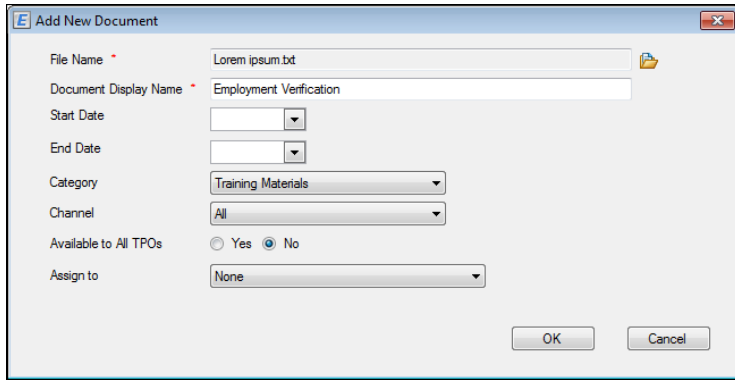 E Add New Document
File Name * Lorem ipsum.txt
Document Display Name * Employment Verification
Start Date
End Date
Category Training Materials
Channel All
Available to All TPOs Yes No
Assign to None
OK Cancel